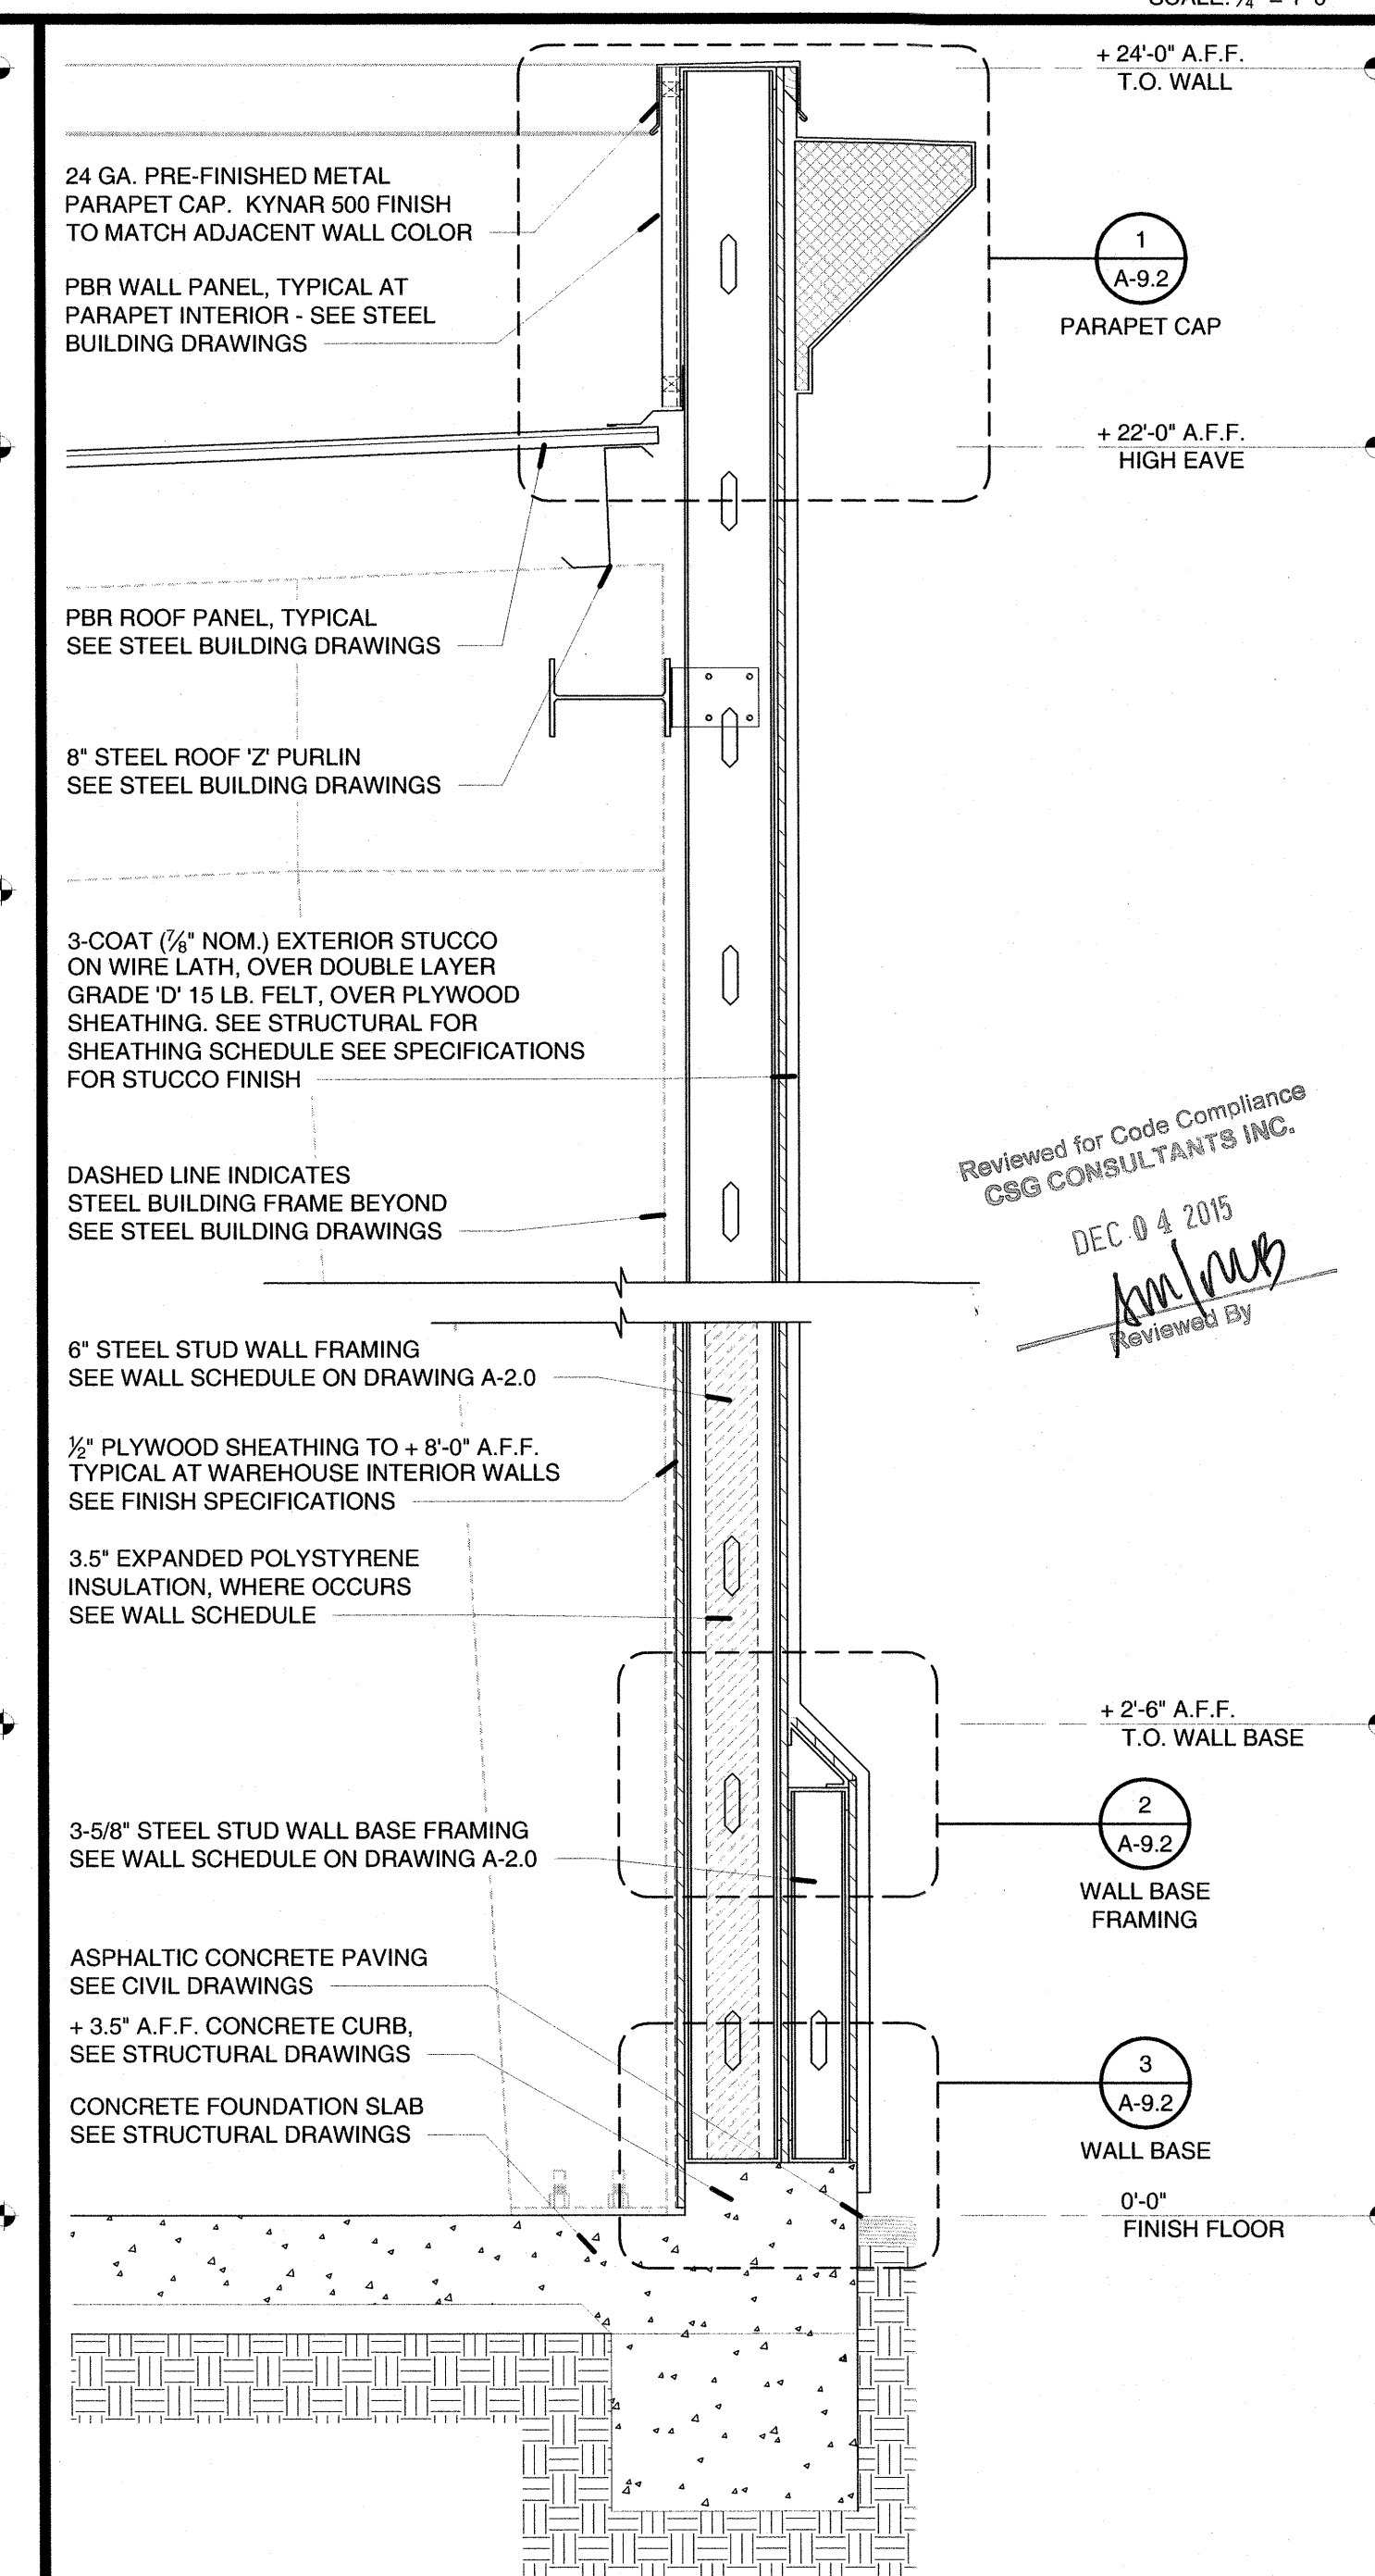 + 24'-0" A.F.F.
T.O. WALL
24 GA. PRE-FINISHED METAL
PARAPET CAP. KYNAR 500 FINISH
TO MATCH ADJACENT WALL COLOR
1
A-9.2
PARAPET CAP
PBR WALL PANEL, TYPICAL AT
PARAPET INTERIOR - SEE STEEL
BUILDING DRAWINGS
+ 22'-0" A.F.F.
HIGH EAVE
PBR ROOF PANEL, TYPICAL
SEE STEEL BUILDING DRAWINGS
8" STEEL ROOF 'Z' PURLIN
SEE STEEL BUILDING DRAWINGS
3-COAT (⅞" NOM.) EXTERIOR STUCCO
ON WIRE LATH, OVER DOUBLE LAYER
GRADE 'D' 15 LB. FELT, OVER PLYWOOD
SHEATHING. SEE STRUCTURAL FOR
SHEATHING SCHEDULE SEE SPECIFICATIONS
FOR STUCCO FINISH
Reviewed for Code Compliance
CSG CONSULTANTS INC.
DEC 04 2015
Reviewed By
DASHED LINE INDICATES
STEEL BUILDING FRAME BEYOND
SEE STEEL BUILDING DRAWINGS
6" STEEL STUD WALL FRAMING
SEE WALL SCHEDULE ON DRAWING A-2.0
½" PLYWOOD SHEATHING TO + 8'-0" A.F.F.
TYPICAL AT WAREHOUSE INTERIOR WALLS
SEE FINISH SPECIFICATIONS
3.5" EXPANDED POLYSTYRENE
INSULATION, WHERE OCCURS
SEE WALL SCHEDULE
+ 2'-6" A.F.F.
T.O. WALL BASE
2
A-9.2
WALL BASE
FRAMING
3-5/8" STEEL STUD WALL BASE FRAMING
SEE WALL SCHEDULE ON DRAWING A-2.0
ASPHALTIC CONCRETE PAVING
SEE CIVIL DRAWINGS
+ 3.5" A.F.F. CONCRETE CURB,
SEE STRUCTURAL DRAWINGS
3
A-9.2
WALL BASE
CONCRETE FOUNDATION SLAB
SEE STRUCTURAL DRAWINGS
0'-0"
FINISH FLOOR